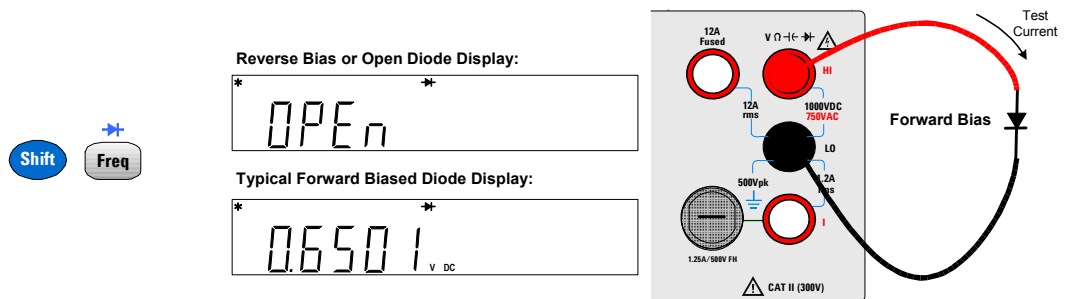 Shift
Freq
Reverse Bias or Open Diode Display:
*
OPEn
Typical Forward Biased Diode Display:
*
0.6501 V DC
12A
Fused
V Ω
HI
12A
rms
1000VDC
750VAC
LO
500Vpk
1.2A
rms
I
1.25A/500V FH
CAT II (300V)
Test
Current
Forward Bias